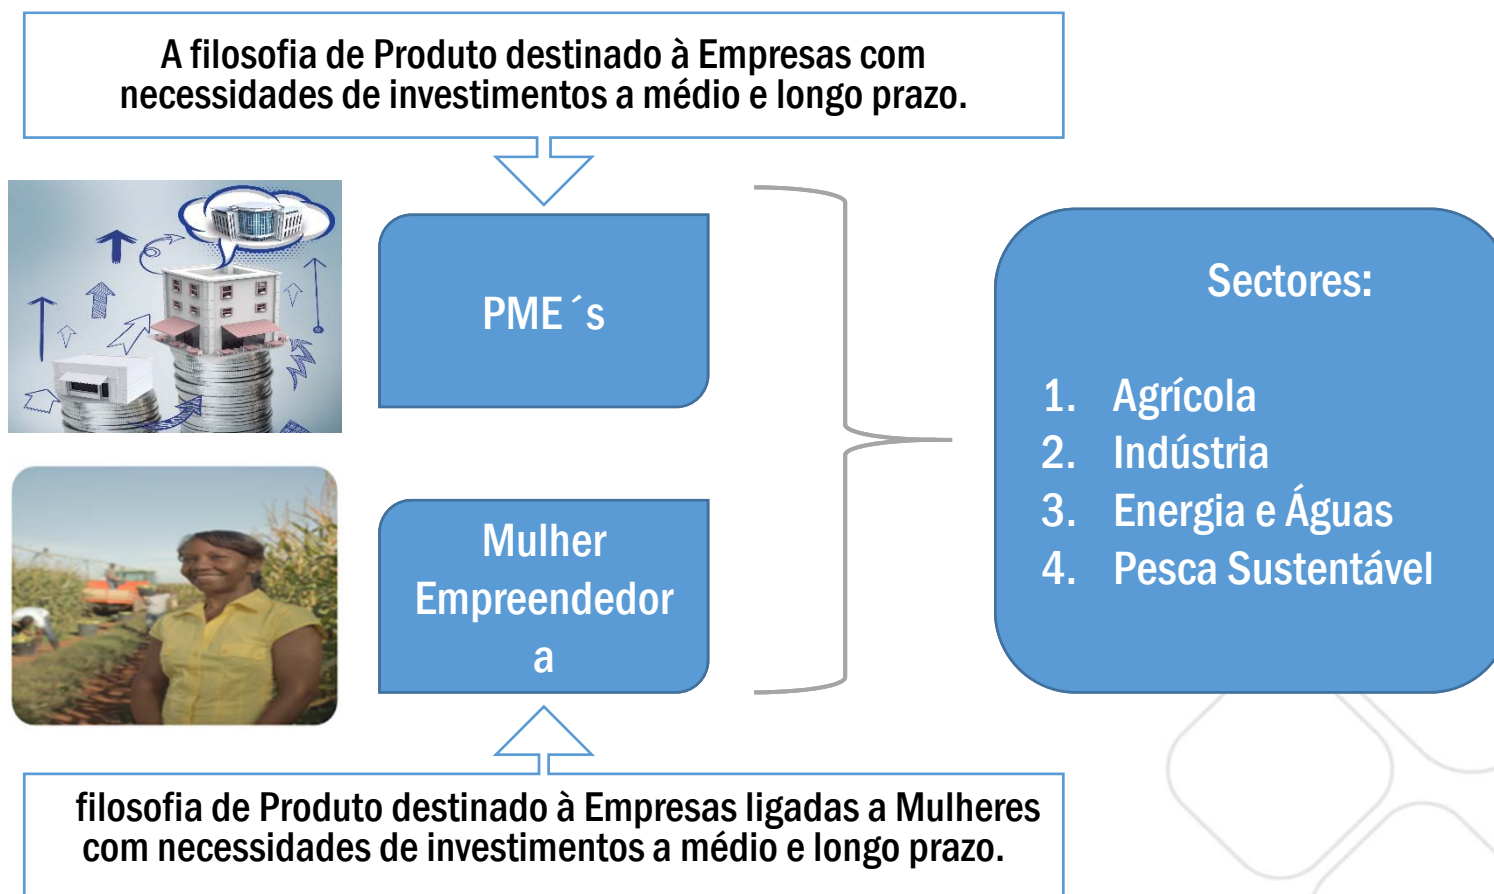 A filosofia de Produto destinado à Empresas com
necessidades de investimentos a médio e longo prazo.
PME´s
Mulher
Empreendedor
a
Sectores:
1. Agrícola
2. Indústria
3. Energia e Águas
4. Pesca Sustentável
filosofia de Produto destinado à Empresas ligadas a Mulheres
com necessidades de investimentos a médio e longo prazo.